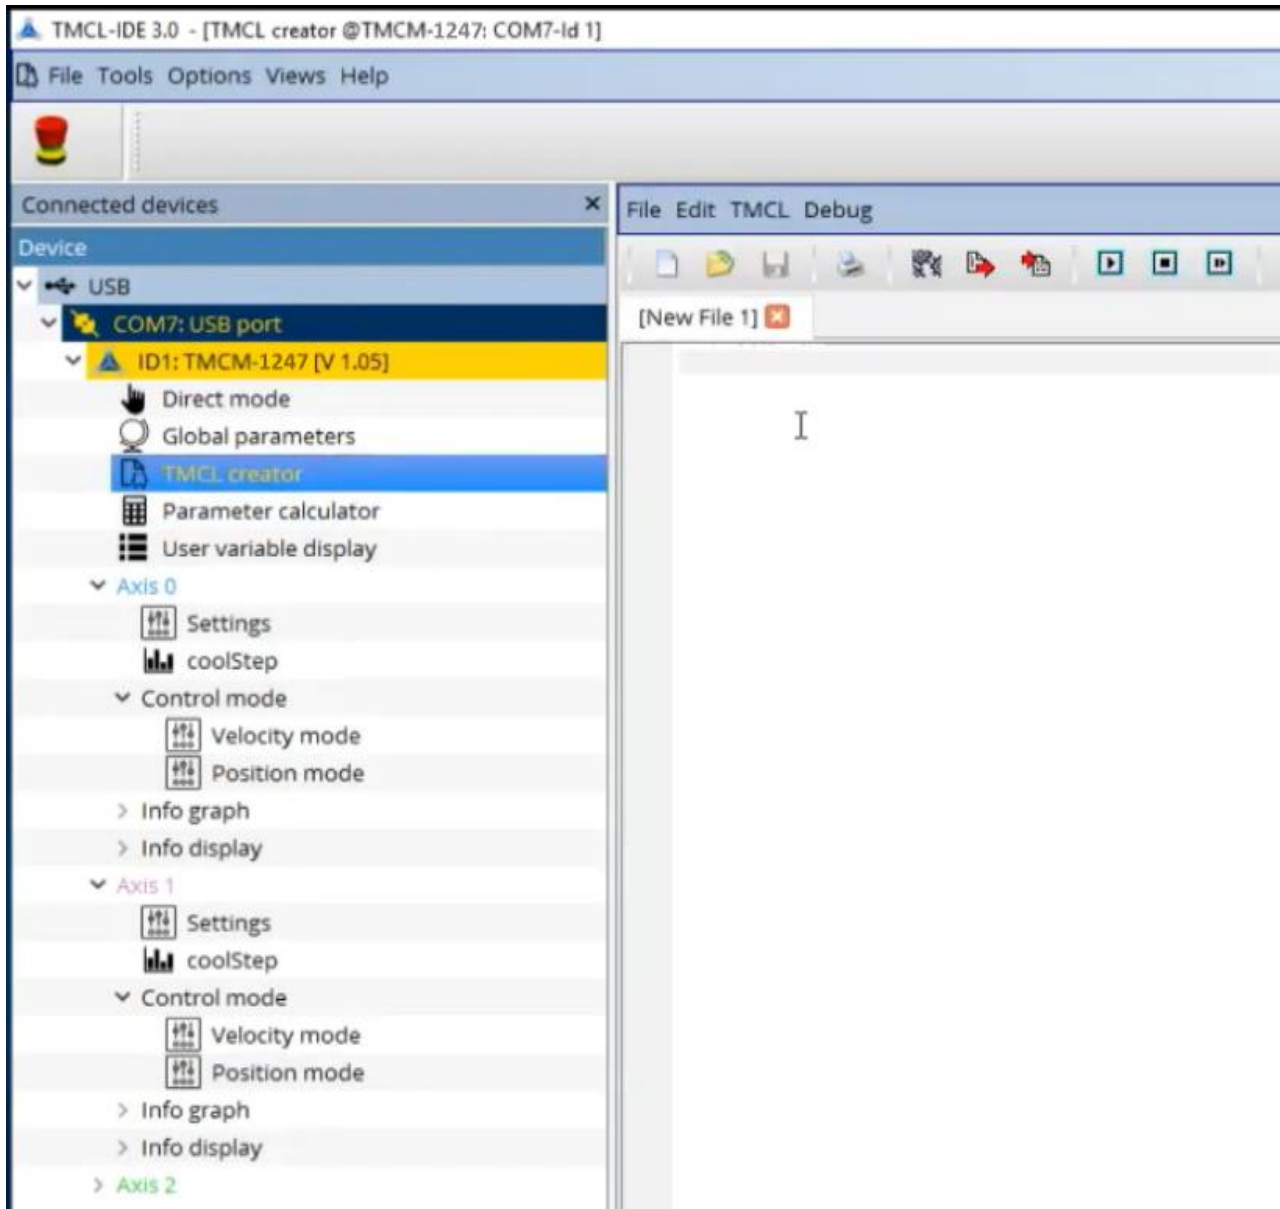 TMCL-IDE 3.0 - [TMCL creator @TMCM-1247: COM7-Id 1]
File Tools Options Views Help
Connected devices
Device
USB
COM7: USB port
ID1: TMCM-1247 [V 1.05]
Direct mode
Global parameters
TMCL creator
Parameter calculator
User variable display
Axis 0
Settings
coolStep
Control mode
Velocity mode
Position mode
Info graph
Info display
Axis 1
Settings
coolStep
Control mode
Velocity mode
Position mode
Info graph
Info display
Axis 2
File Edit TMCL Debug
[New File 1]